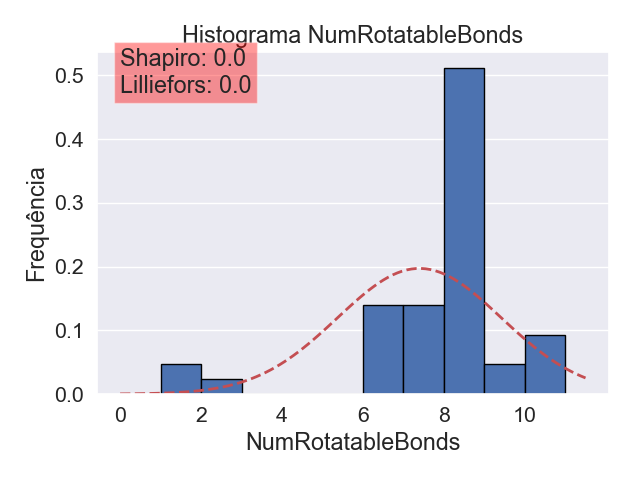 Histograma NumRotatableBonds
Shapiro: 0.0
Lilliefors: 0.0
Frequência
0.5
0.4
0.3
0.2
0.1
0.0
0 2 4 6 8 10
NumRotatableBonds